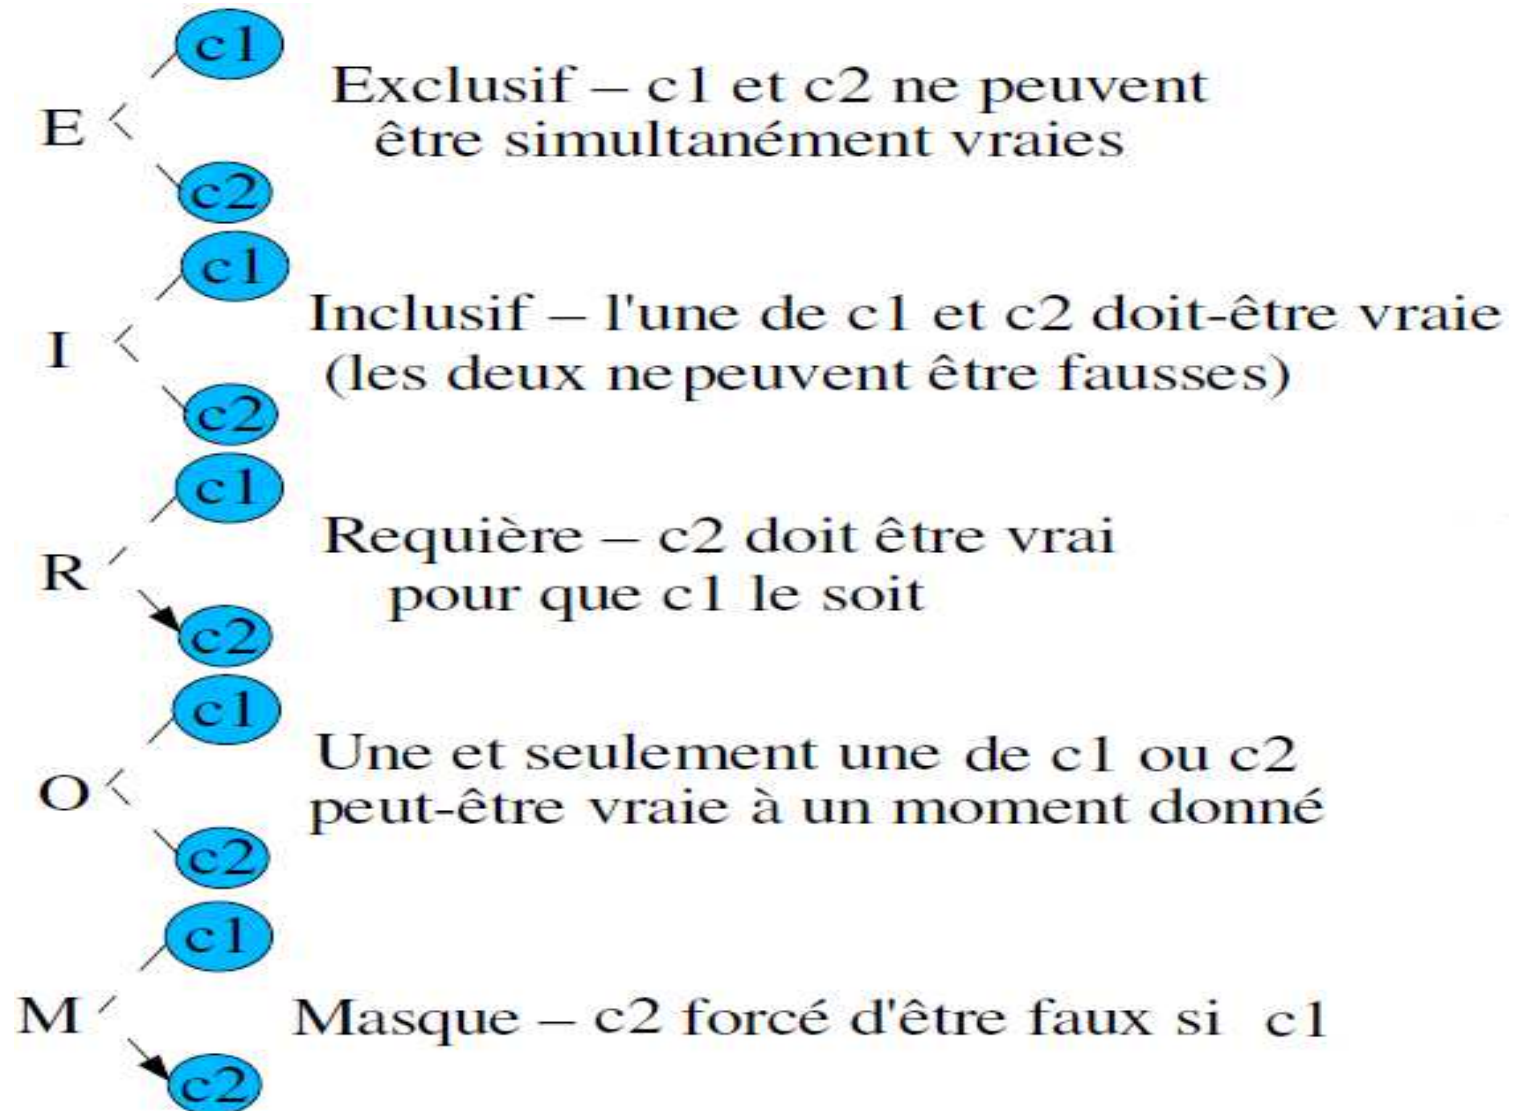 c1
Exclusif – c1 et c2 ne peuvent
E
être simultanément vraies
c2
c1
Inclusif – l'une de c1 et c2 doit-être vraie
I
(les deux ne peuvent être fausses)
c2
c1
Requière – c2 doit être vrai
R
pour que c1 le soit
c2
c1
Une et seulement une de c1 ou c2
O
peut-être vraie à un moment donné
c2
c1
M
Masque – c2 forcé d'être faux si c1
c2